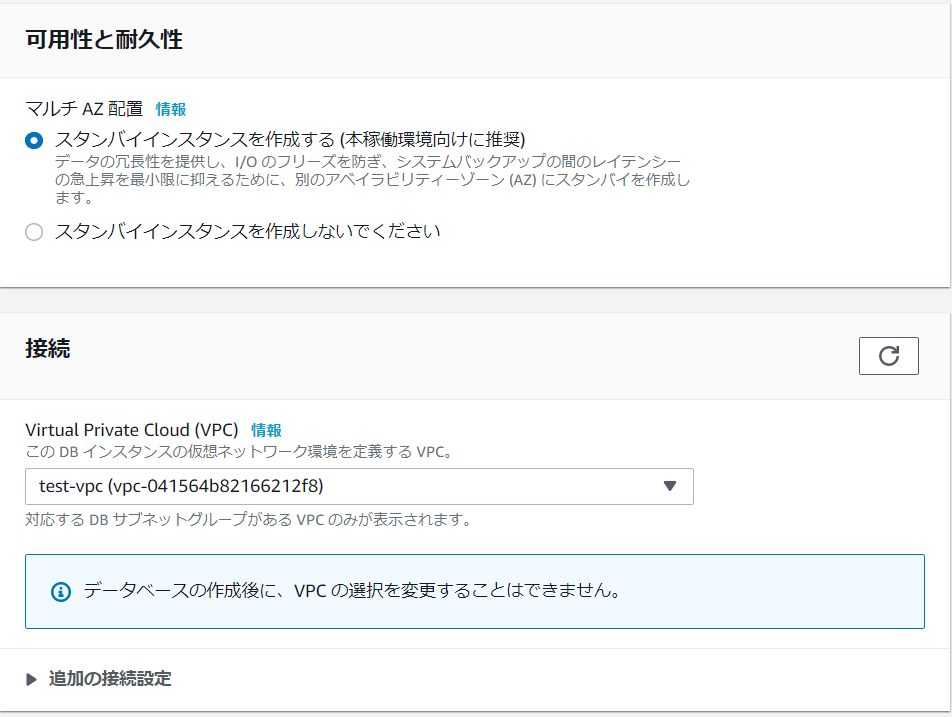 可用性と耐久性
マルチ AZ 配置 情報
スタンバイインスタンスを作成する (本稼働環境向けに推奨)
データの冗長性を提供し、I/O のフリーズを防ぎ、システムバックアップの間のレイテンシー
の急上昇を最小限に抑えるために、別のアベイラビリティーゾーン (AZ) にスタンバイを作成し
ます。
スタンバイインスタンスを作成しないでください
接続
Virtual Private Cloud (VPC) 情報
この DB インスタンスの仮想ネットワーク環境を定義する VPC。
test-vpc (vpc-041564b82166212f8)
対応する DB サブネットグループがある VPC のみが表示されます。
データベースの作成後に、VPC の選択を変更することはできません。
追加の接続設定